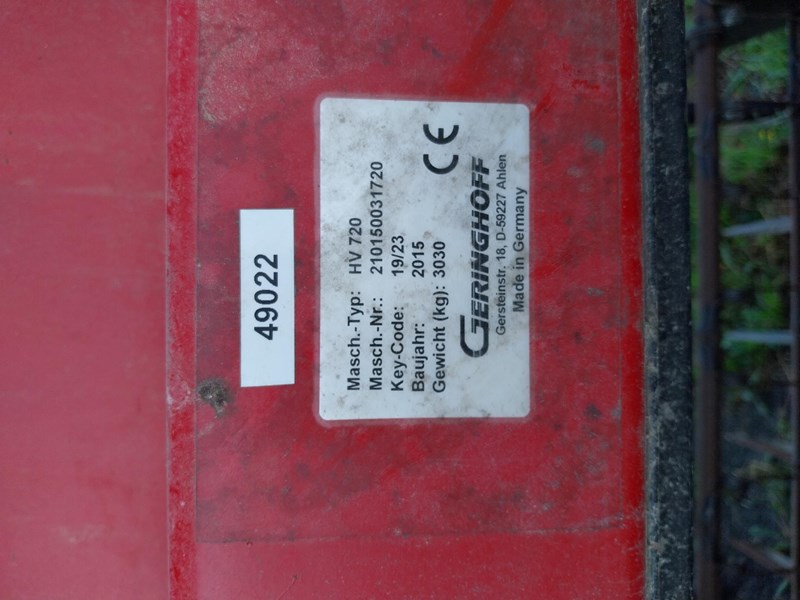 49022
Masch.-Typ: HV 720
Masch.-Nr.: 210150031720
Key-Code: 19/23
Baujahr: 2015
Gewicht (kg): 3030
CE
GERINGHOFF
Gersteinstr. 18, D-59227 Ahlen
Made in Germany